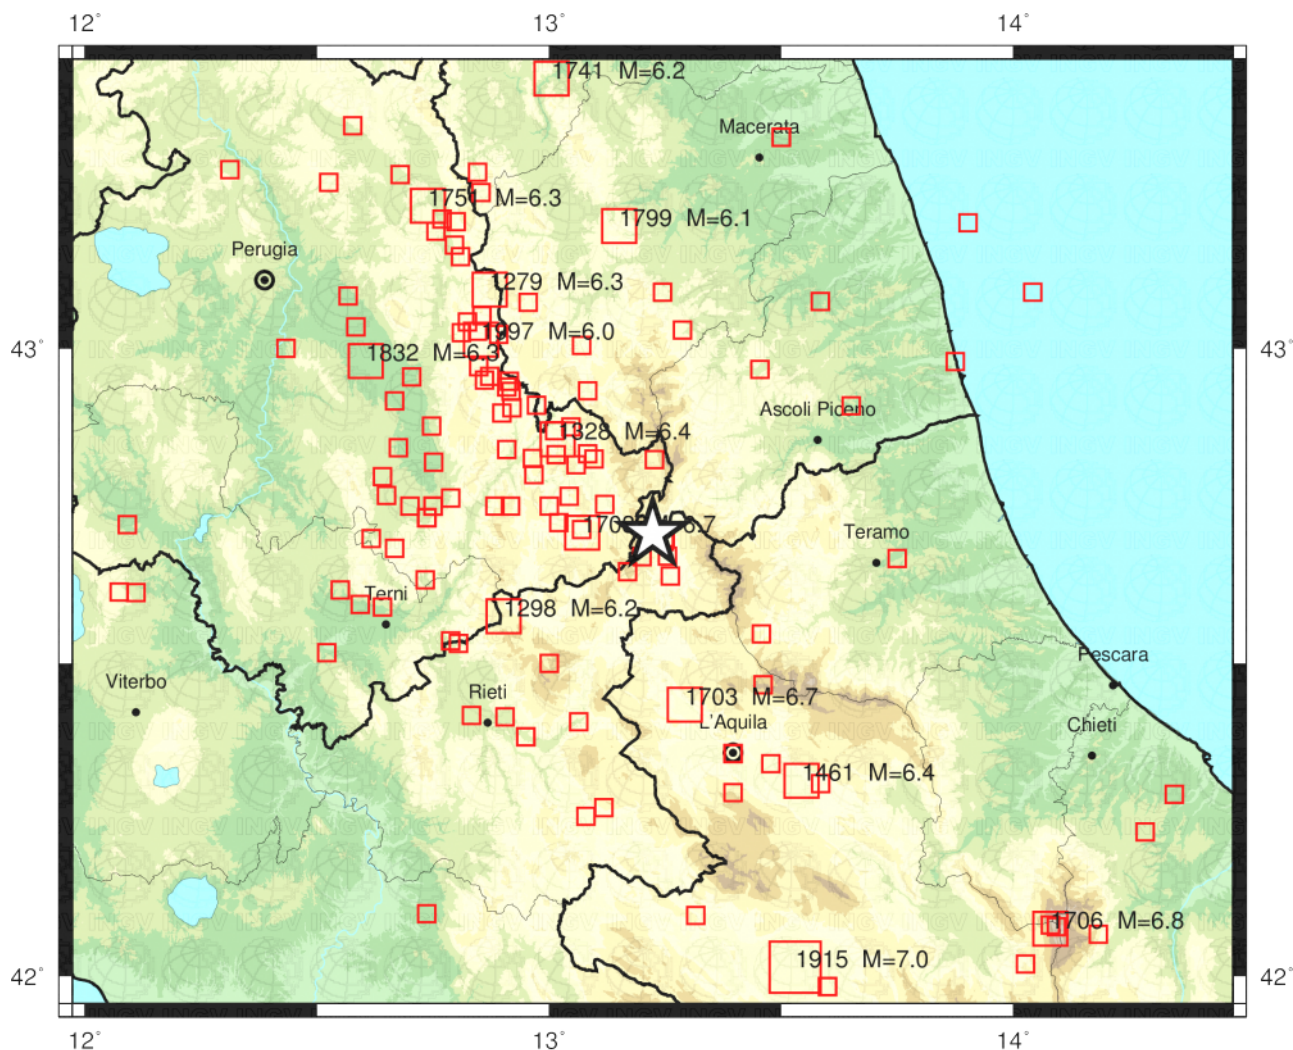 12° 13° 14°
1741 M=6.2
Macerata
1751 M=6.3
1799 M=6.1
Perugia
1279 M=6.3
1997 M=6.0
43° 43°
1832 M=6.3
Ascoli Piceno
1328 M=6.4
Teramo
Terni
1298 M=6.2
Pescara
Viterbo
Rieti
1703 M=6.7
L'Aquila
Chieti
1461 M=6.4
INGV
1706 M=6.8
1915 M=7.0
42° 42°
12° 13° 14°